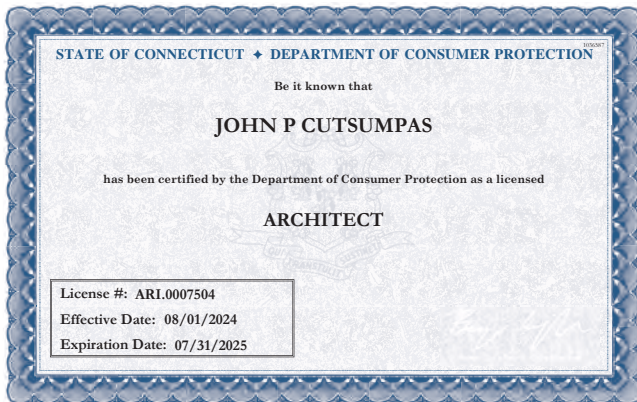 1036587
STATE OF CONNECTICUT ✦ DEPARTMENT OF CONSUMER PROTECTION
Be it known that
JOHN P CUTSUMPAS
has been certified by the Department of Consumer Protection as a licensed
ARCHITECT
License #: ARI.0007504
Effective Date: 08/01/2024
Expiration Date: 07/31/2025